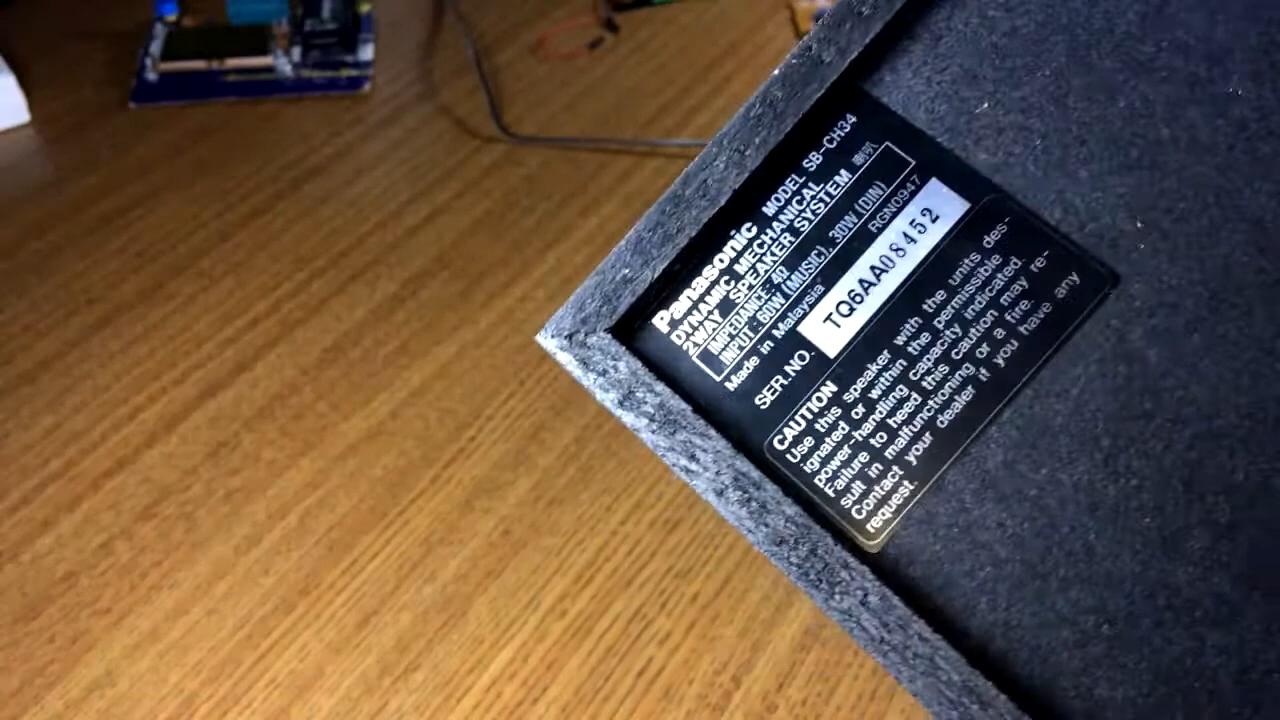 Panasonic MODEL SB-CH34
DYNAMIC MECHANICAL
2WAY SPEAKER SYSTEM 喇叭
IMPEDANCE: 4Ω
INPUT: 60W (MUSIC), 30W (DIN)
Made in Malaysia RGN0947
SER.NO. TQ6AA08452
CAUTION
Use this speaker with the units des-
ignated or within the permissible
power-handling capacity indicated.
Failure to heed this caution may re-
sult in malfunctioning or a fire.
Contact your dealer if you have any
request.